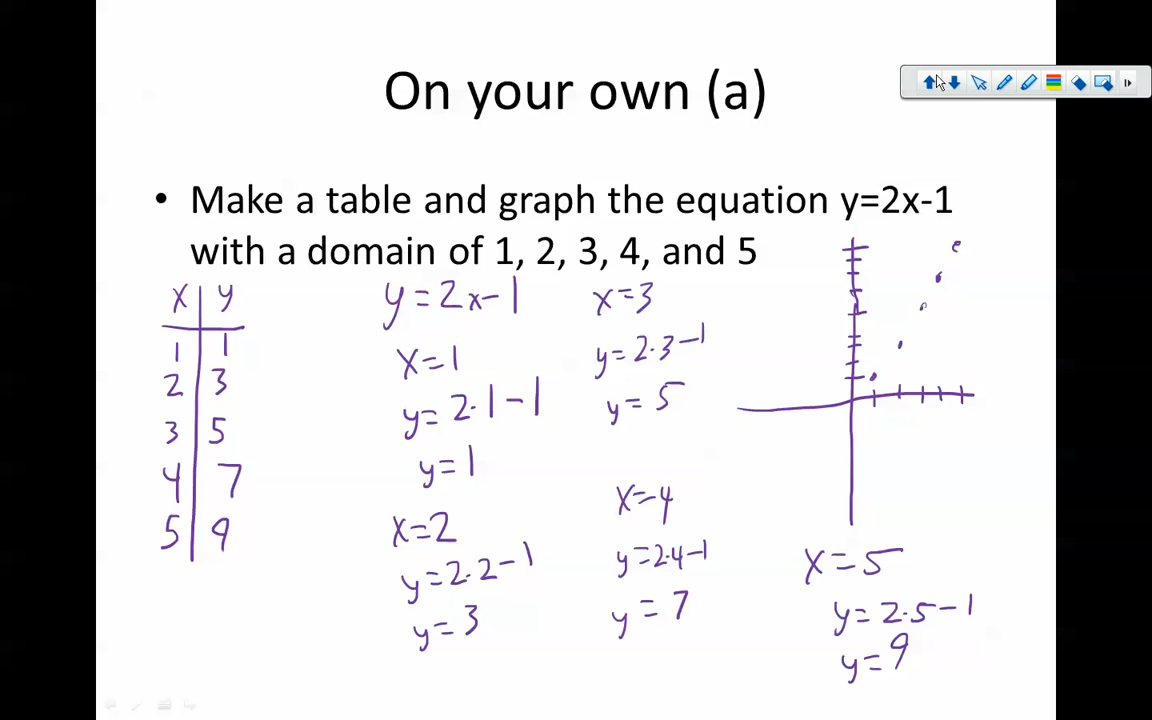 On your own (a)
• Make a table and graph the equation y=2x-1
with a domain of 1, 2, 3, 4, and 5
x y
1 1
2 3
3 5
4 7
5 9
y=2x-1
x=1
y=2·1-1
y=1
x=2
y=2·2-1
y=3
x=3
y=2·3-1
y=5
x=4
y=2·4-1
y=7
x=5
y=2·5-1
y=9